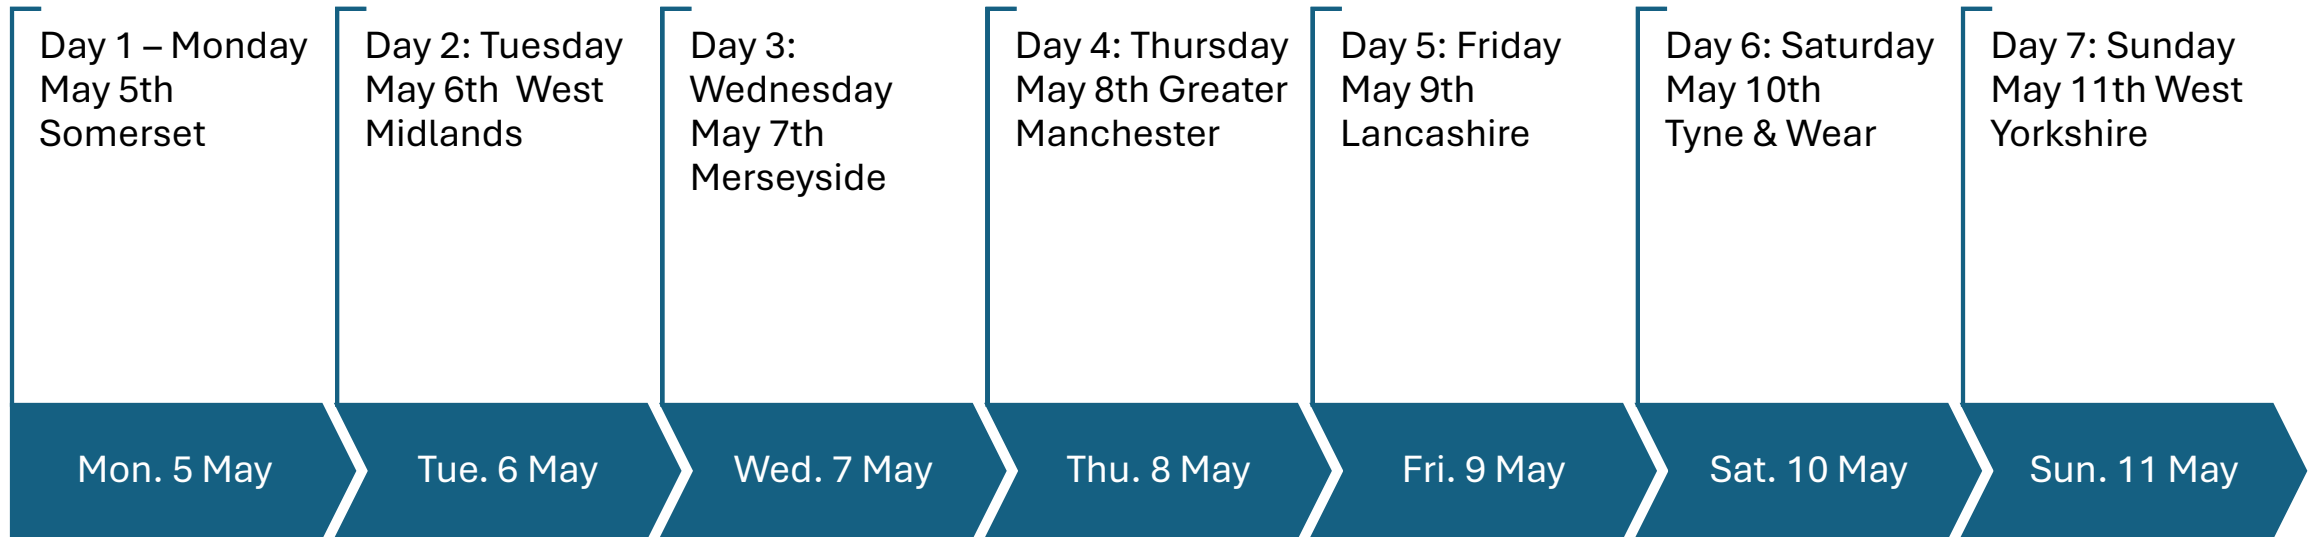 Day 1 – Monday
May 5th
Somerset
Day 2: Tuesday
May 6th  West
Midlands
Day 3:
Wednesday
May 7th
Merseyside
Day 4: Thursday
May 8th Greater
Manchester
Day 5: Friday
May 9th
Lancashire
Day 6: Saturday
May 10th
Tyne & Wear
Day 7: Sunday
May 11th West
Yorkshire
Mon. 5 May
Tue. 6 May
Wed. 7 May
Thu. 8 May
Fri. 9 May
Sat. 10 May
Sun. 11 May